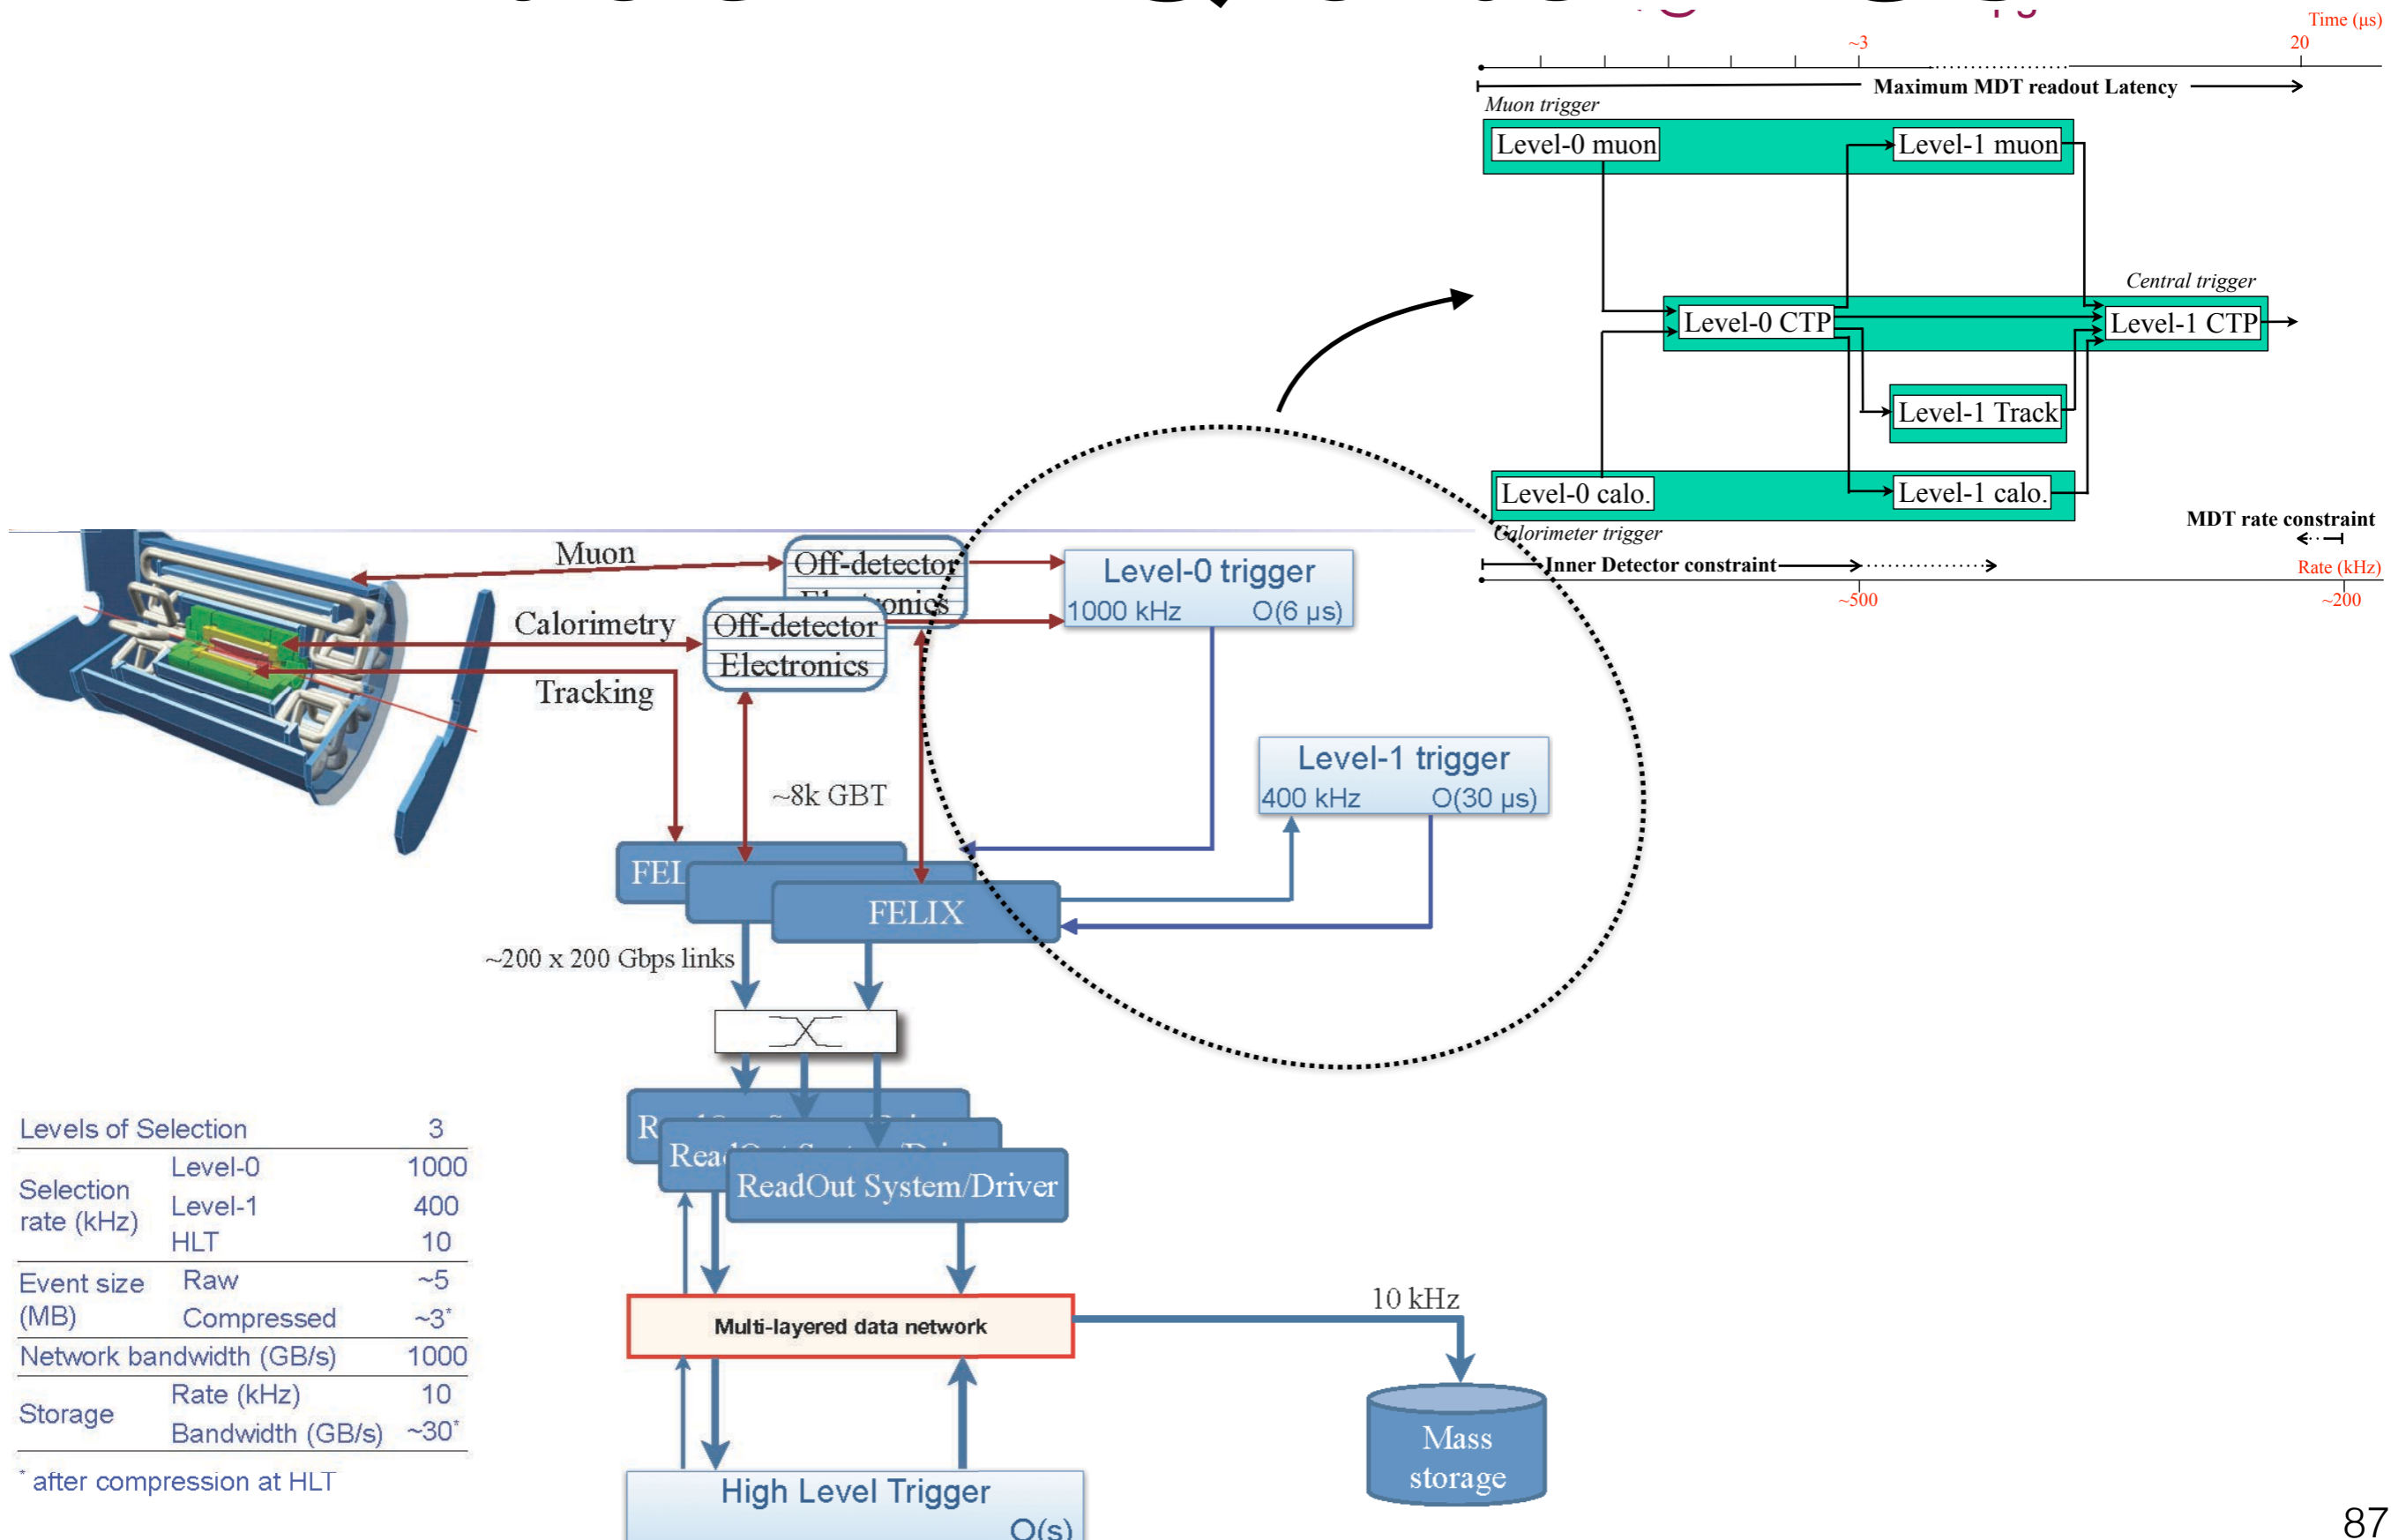 Time (μs)
~3
20
Maximum MDT readout Latency
Muon trigger
Level-0 muon
Level-1 muon
Central trigger
Level-0 CTP
Level-1 CTP
Level-1 Track
Level-0 calo.
Level-1 calo.
Calorimeter trigger
MDT rate constraint
Inner Detector constraint
Rate (kHz)
~500
~200
Muon
Off-detector
Calorimetry
Off-detector
Electronics
Tracking
Level-0 trigger
1000 kHz O(6 μs)
Level-1 trigger
400 kHz O(30 μs)
~8k GBT
FELIX
~200 x 200 Gbps links
ReadOut System/Driver
Multi-layered data network
10 kHz
Mass
storage
High Level Trigger
O(s)
Levels of Selection 3
Selection
rate (kHz)
Level-0 1000
Level-1 400
HLT 10
Event size
(MB)
Raw ~5
Compressed ~3*
Network bandwidth (GB/s) 1000
Storage
Rate (kHz) 10
Bandwidth (GB/s) ~30*
* after compression at HLT
87